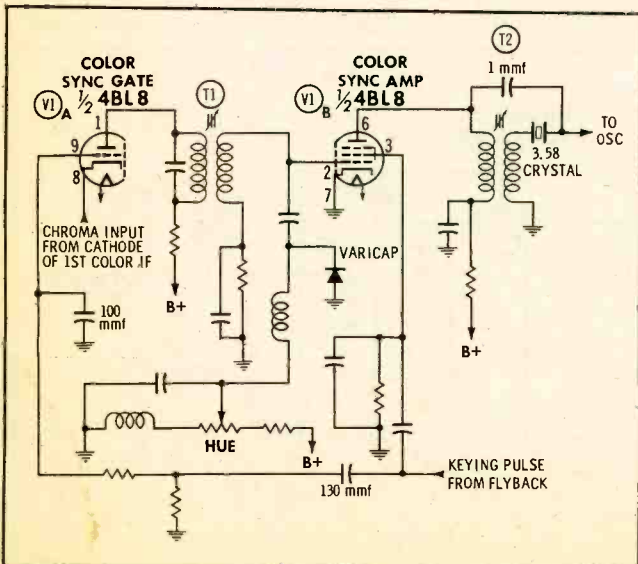 COLOR
SYNC GATE
V1 A ½ 4BL8
1
9
8
T1
COLOR
SYNC AMP
V1 B ½ 4BL8
6
3
2
7
T2
1 mmf
TO
OSC
3.58
CRYSTAL
CHROMA INPUT
FROM CATHODE
OF 1ST COLOR IF
B+
VARICAP
100
mmf
B+
HUE
B+
130 mmf
KEYING PULSE
FROM FLYBACK